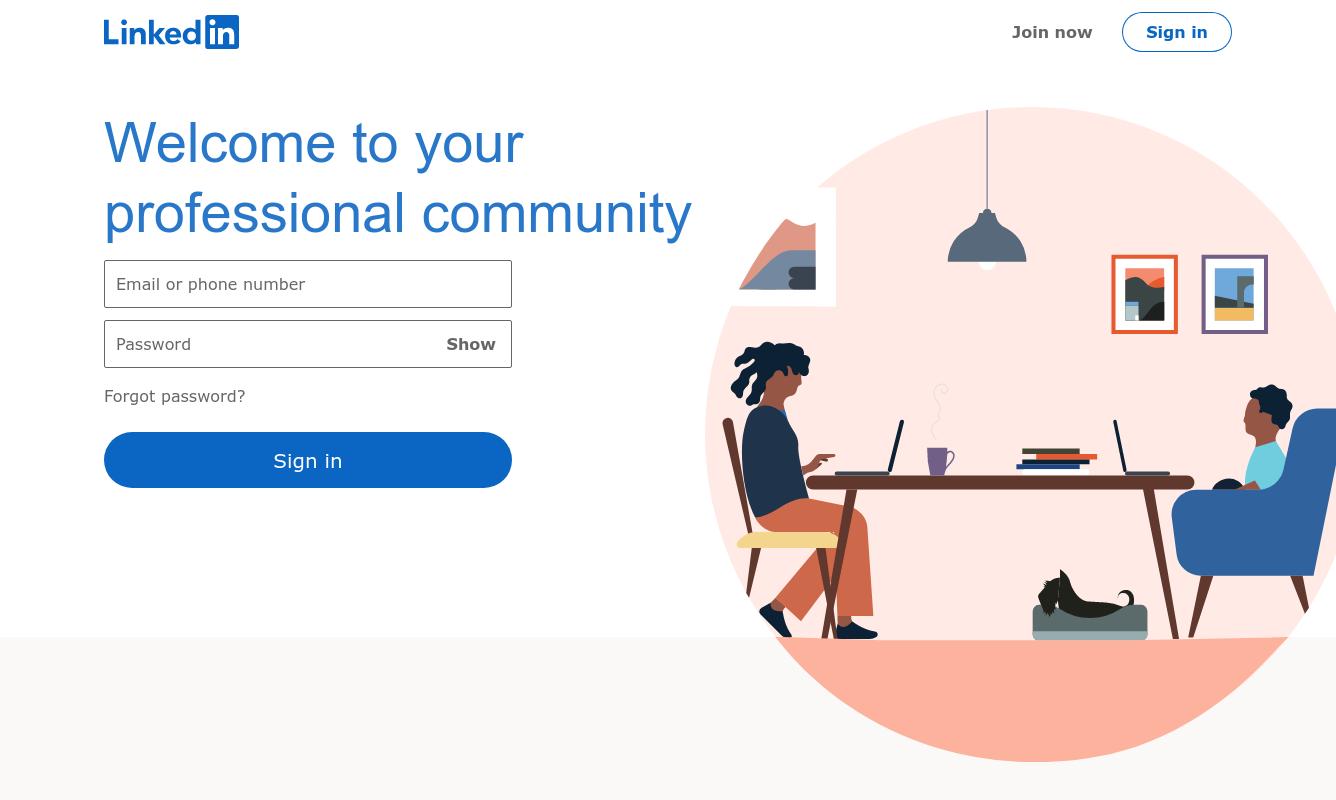 Linkedin
Join now
Sign in
Welcome to your
professional community
Email or phone number
Password
Show
Forgot password?
Sign in